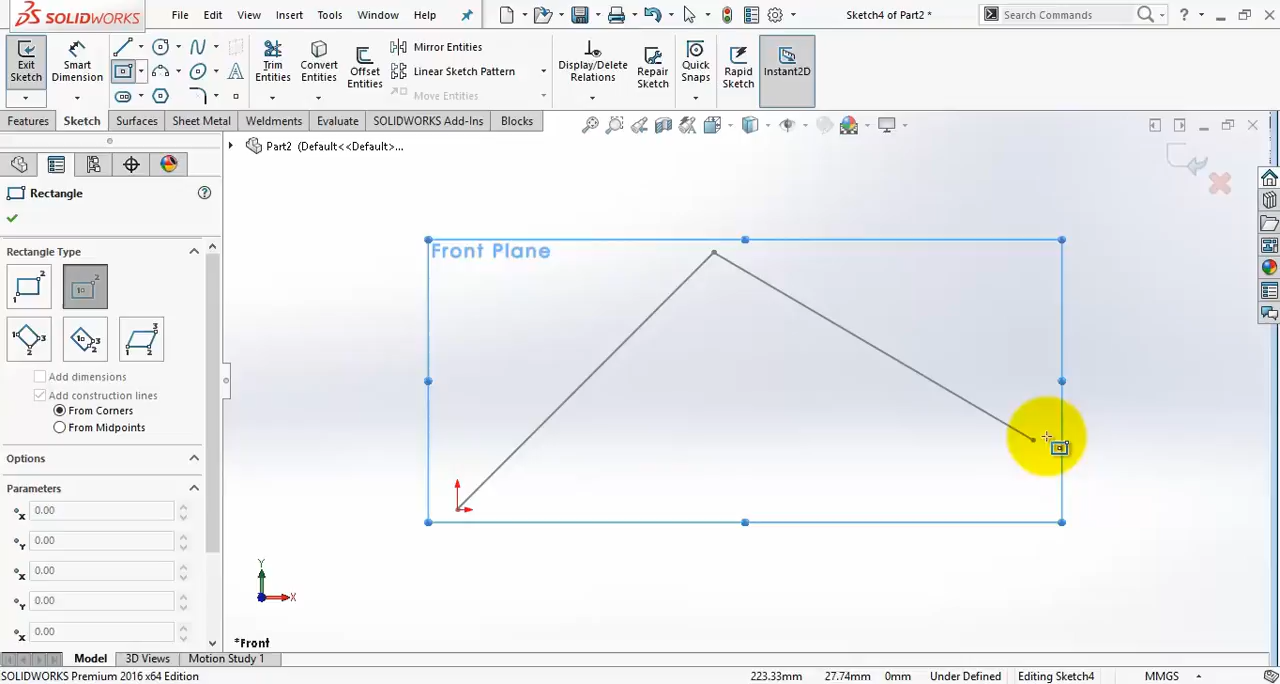 3S SOLIDWORKS
File Edit View Insert Tools Window Help
Sketch4 of Part2 *
Search Commands
?
Exit Sketch
Smart Dimension
Trim Entities
Convert Entities
Offset Entities
Mirror Entities
Linear Sketch Pattern
Move Entities
Display/Delete Relations
Repair Sketch
Quick Snaps
Rapid Sketch
Instant2D
Features Sketch Surfaces Sheet Metal Weldments Evaluate SOLIDWORKS Add-Ins Blocks
Part2 (Default<<Default>...
Rectangle
Rectangle Type
Add dimensions
Add construction lines
From Corners
From Midpoints
Options
Parameters
X 0.00
Y 0.00
X 0.00
Y 0.00
X 0.00
Front Plane
Y
X
*Front
Model 3D Views Motion Study 1
SOLIDWORKS Premium 2016 x64 Edition
223.33mm 27.74mm 0mm Under Defined Editing Sketch4 MMGS